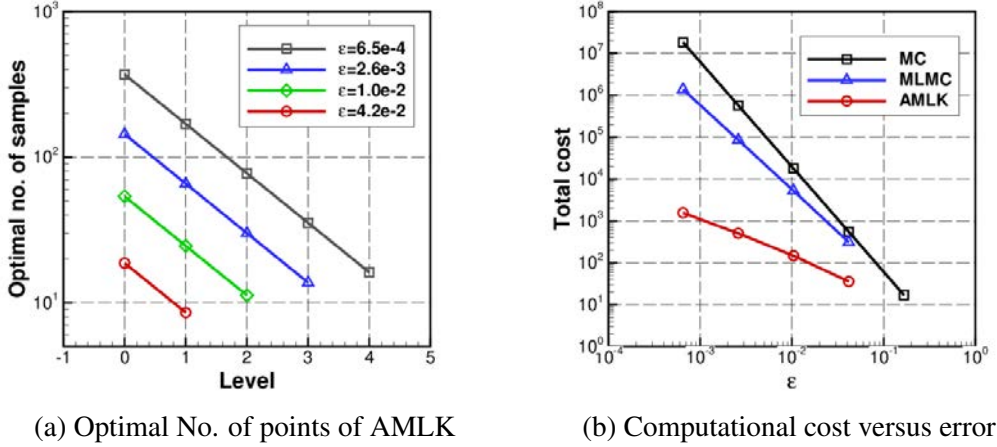 10³
10²
10¹
Optimal no. of samples
ε=6.5e-4
ε=2.6e-3
ε=1.0e-2
ε=4.2e-2
-1 0 1 2 3 4 5
Level
(a) Optimal No. of points of AMLK
10⁸
10⁷
10⁶
10⁵
10⁴
10³
10²
10¹
10⁰
Total cost
MC
MLMC
AMLK
10⁻⁴ 10⁻³ 10⁻² 10⁻¹ 10⁰
ε
(b) Computational cost versus error